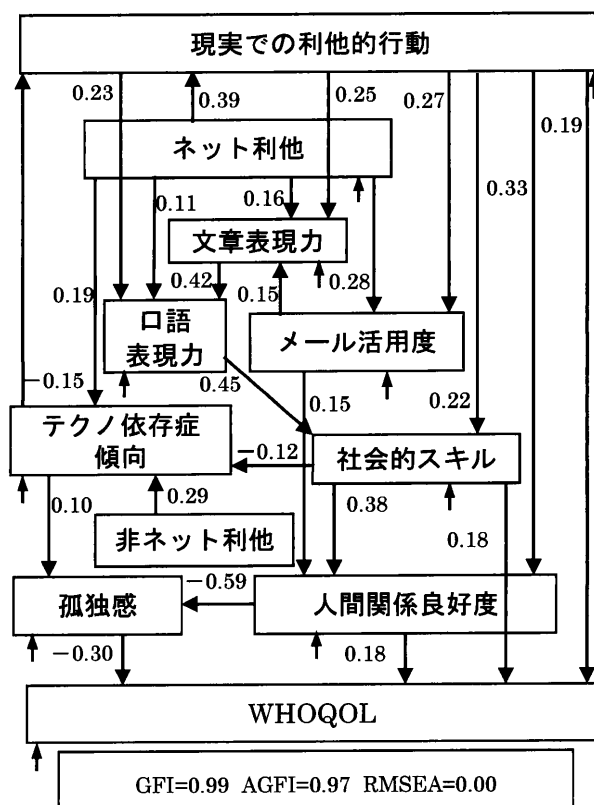 現実での利他的行動
0.23
0.39
0.25
0.27
0.19
ネット利他
0.33
0.11
0.16
文章表現力
0.19
0.42
0.15
0.28
口語
表現力
メール活用度
−0.15
0.45
0.15
0.22
テクノ依存症
傾向
−0.12
社会的スキル
0.10
0.29
0.38
0.18
非ネット利他
孤独感
−0.59
人間関係良好度
−0.30
0.18
WHOQOL
GFI=0.99 AGFI=0.97 RMSEA=0.00